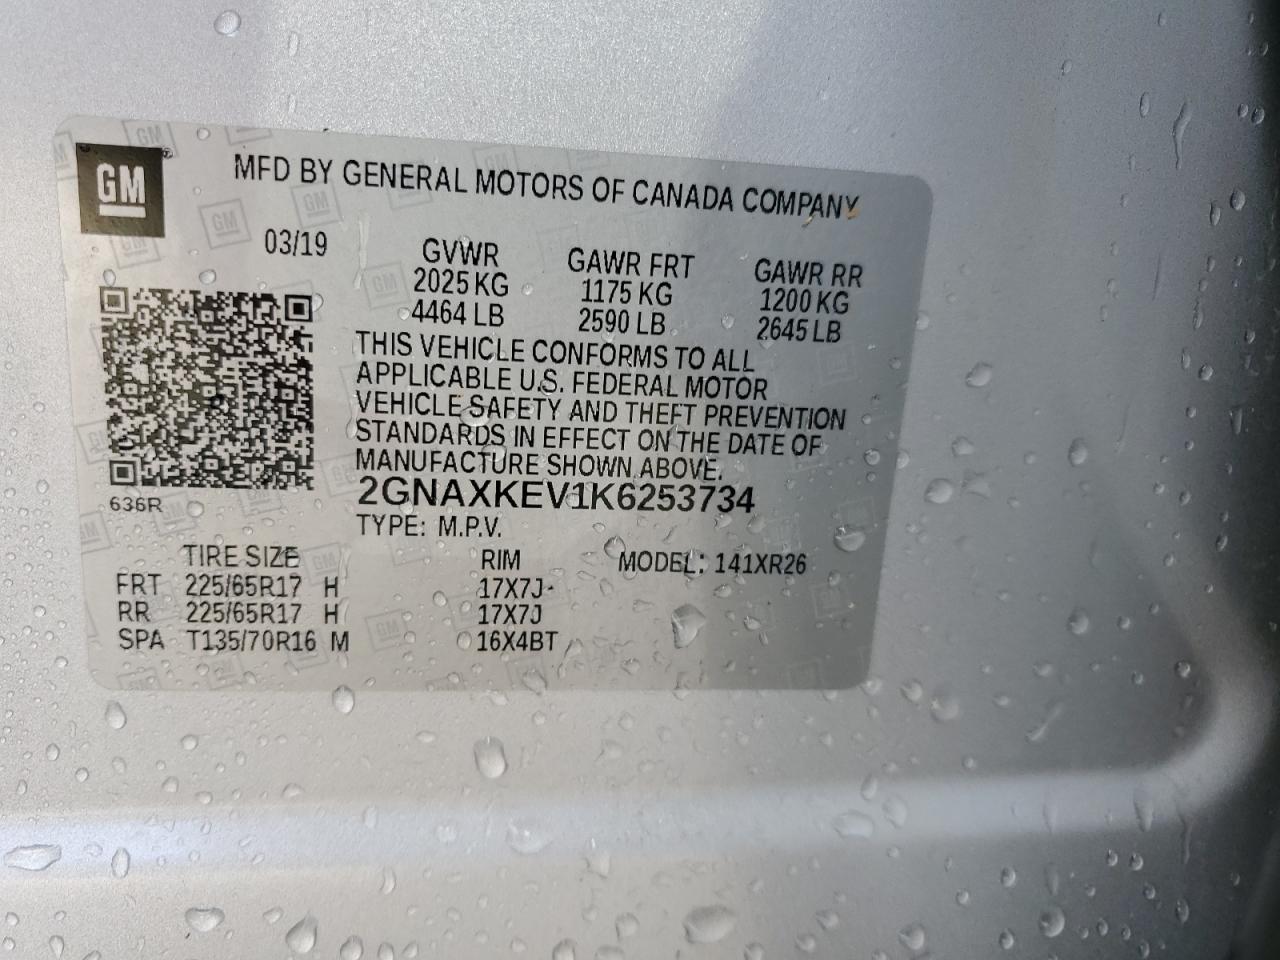 GM
MFD BY GENERAL MOTORS OF CANADA COMPANY
03/19 GVWR GAWR FRT GAWR RR
2025 KG 1175 KG 1200 KG
4464 LB 2590 LB 2645 LB
THIS VEHICLE CONFORMS TO ALL
APPLICABLE U.S. FEDERAL MOTOR
VEHICLE SAFETY AND THEFT PREVENTION
STANDARDS IN EFFECT ON THE DATE OF
MANUFACTURE SHOWN ABOVE.
636R 2GNAXKEV1K6253734
TYPE: M.P.V.
TIRE SIZE RIM MODEL: 141XR26
FRT 225/65R17 H 17X7J
RR 225/65R17 H 17X7J
SPA T135/70R16 M 16X4BT